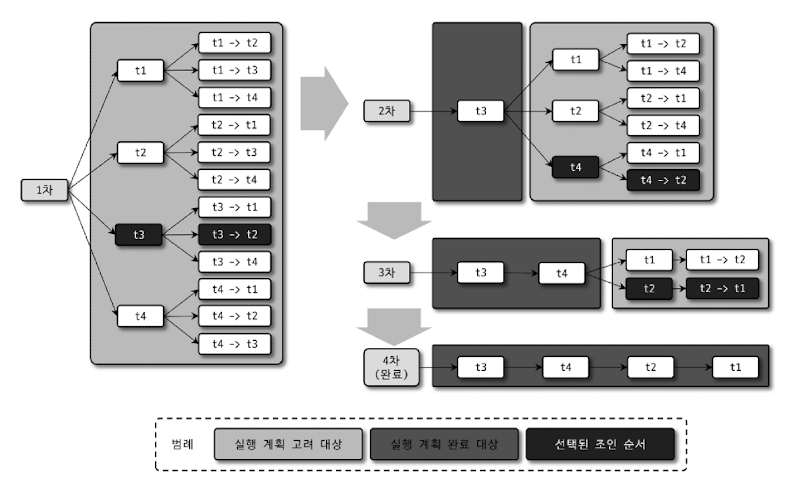 1차
t1
t1 -> t2
t1 -> t3
t1 -> t4
t2
t2 -> t1
t2 -> t3
t2 -> t4
t3
t3 -> t1
t3 -> t2
t3 -> t4
t4
t4 -> t1
t4 -> t2
t4 -> t3
2차
t3
t1
t1 -> t2
t1 -> t4
t2
t2 -> t1
t2 -> t4
t4
t4 -> t1
t4 -> t2
3차
t3
t4
t1
t1 -> t2
t2
t2 -> t1
4차
(완료)
t3
t4
t2
t1
범례
실행 계획 고려 대상
실행 계획 완료 대상
선택된 조인 순서